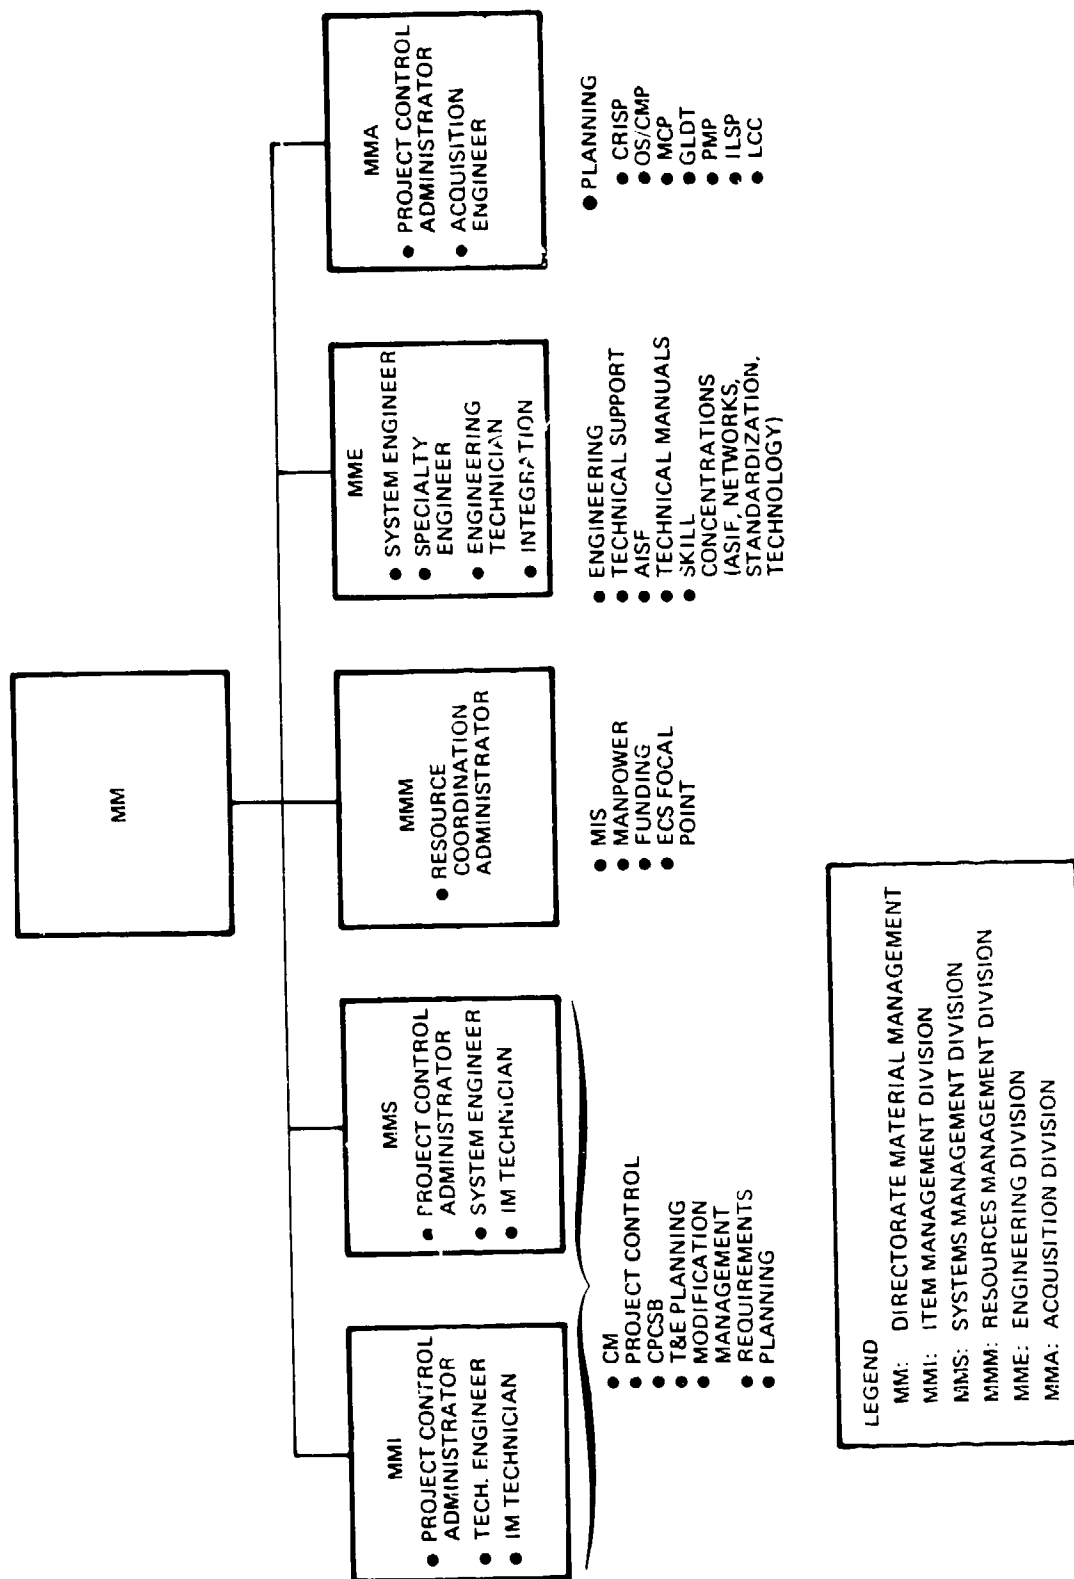 MM
MMI
● PROJECT CONTROL
ADMINISTRATOR
● TECH. ENGINEER
● IM TECHNICIAN
MMS
● PROJECT CONTROL
ADMINISTRATOR
● SYSTEM ENGINEER
● IM TECHNICIAN
● CM
● PROJECT CONTROL
● CPCSB
● T&E PLANNING
● MODIFICATION
MANAGEMENT
● REQUIREMENTS
● PLANNING
MMM
● RESOURCE
COORDINATION
ADMINISTRATOR
● MIS
● MANPOWER
● FUNDING
● ECS FOCAL
POINT
MME
● SYSTEM ENGINEER
● SPECIALTY
ENGINEER
● ENGINEERING
TECHNICIAN
● INTEGRATION
● ENGINEERING
● TECHNICAL SUPPORT
● AISF
● TECHNICAL MANUALS
● SKILL
CONCENTRATIONS
(ASIF, NETWORKS,
STANDARDIZATION,
TECHNOLOGY)
MMA
● PROJECT CONTROL
ADMINISTRATOR
● ACQUISITION
ENGINEER
● PLANNING
● CRISP
● OS/CMP
● MCP
● GLDT
● PMP
● ILSP
● LCC
LEGEND
MM: DIRECTORATE MATERIAL MANAGEMENT
MMI: ITEM MANAGEMENT DIVISION
MMS: SYSTEMS MANAGEMENT DIVISION
MMM: RESOURCES MANAGEMENT DIVISION
MME: ENGINEERING DIVISION
MMA: ACQUISITION DIVISION